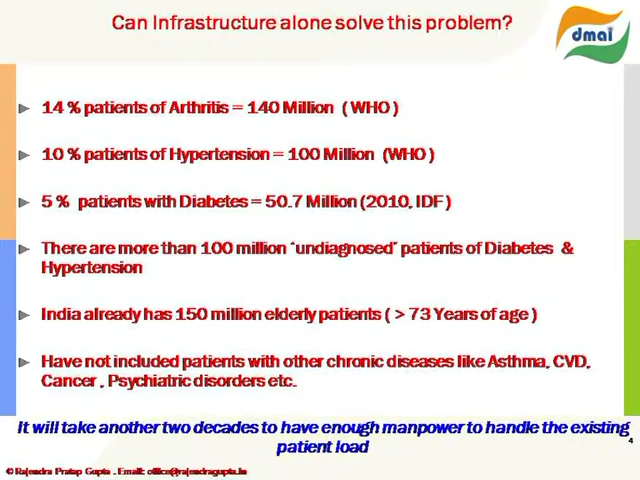 Can Infrastructure alone solve this problem?
dmai
14 % patients of Arthritis = 140 Million ( WHO )
10 % patients of Hypertension = 100 Million (WHO )
5 % patients with Diabetes = 50.7 Million (2010, IDF )
There are more than 100 million ‘undiagnosed’ patients of Diabetes &
Hypertension
India already has 150 million elderly patients ( > 73 Years of age )
Have not included patients with other chronic diseases like Asthma, CVD,
Cancer , Psychiatric disorders etc.
It will take another two decades to have enough manpower to handle the existing
patient load
4
© Rajendra Pratap Gupta . Email: office@rajendragupta.in